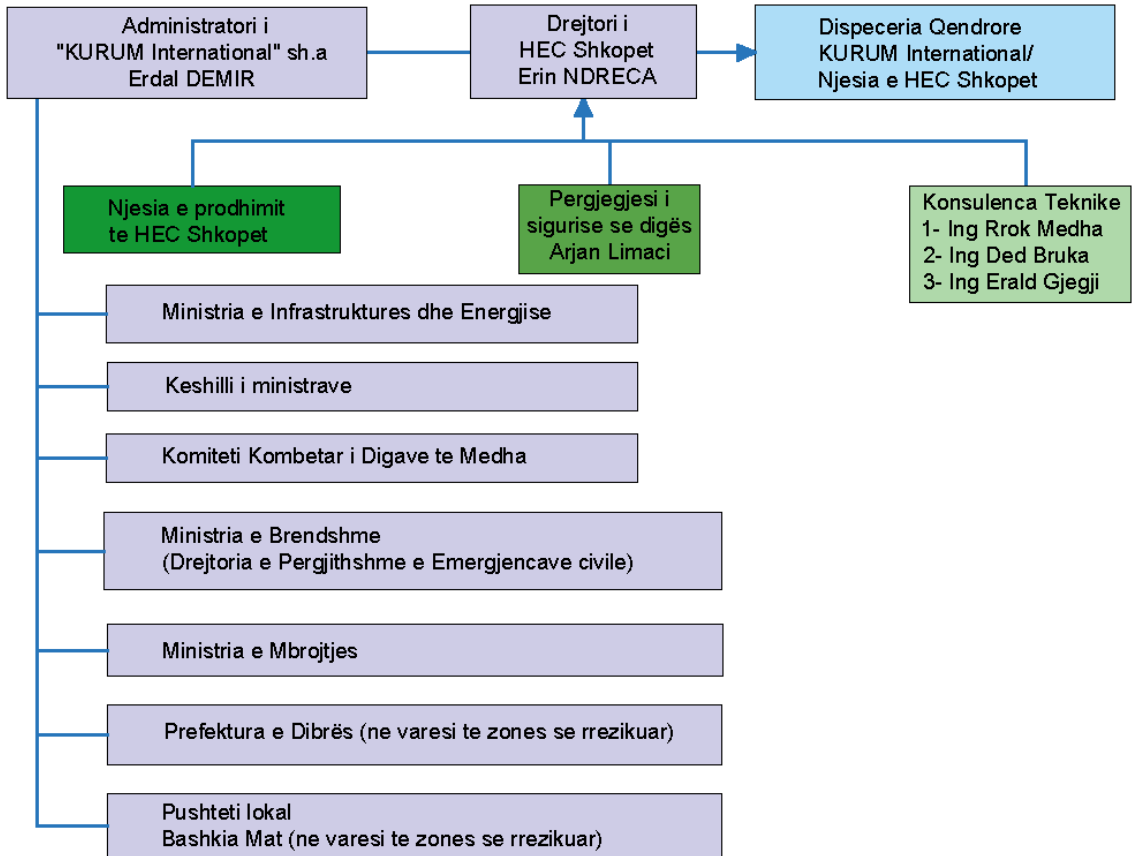 Administratori i
"KURUM International" sh.a
Erdal DEMIR
Drejtori i
HEC Shkopet
Erin NDRECA
Dispeceria Qendrore
KURUM International/
Njesia e HEC Shkopet
Njesia e prodhimit
te HEC Shkopet
Pergjegjesi i
sigurise se digës
Arjan Limaci
Konsulenca Teknike
1- Ing Rrok Medha
2- Ing Ded Bruka
3- Ing Erald Gjegji
Ministria e Infrastruktures dhe Energjise
Keshilli i ministrave
Komiteti Kombetar i Digave te Medha
Ministria e Brendshme
(Drejtoria e Pergjithshme e Emergjencave civile)
Ministria e Mbrojtjes
Prefektura e Dibrës (ne varesi te zones se rrezikuar)
Pushteti lokal
Bashkia Mat (ne varesi te zones se rrezikuar)